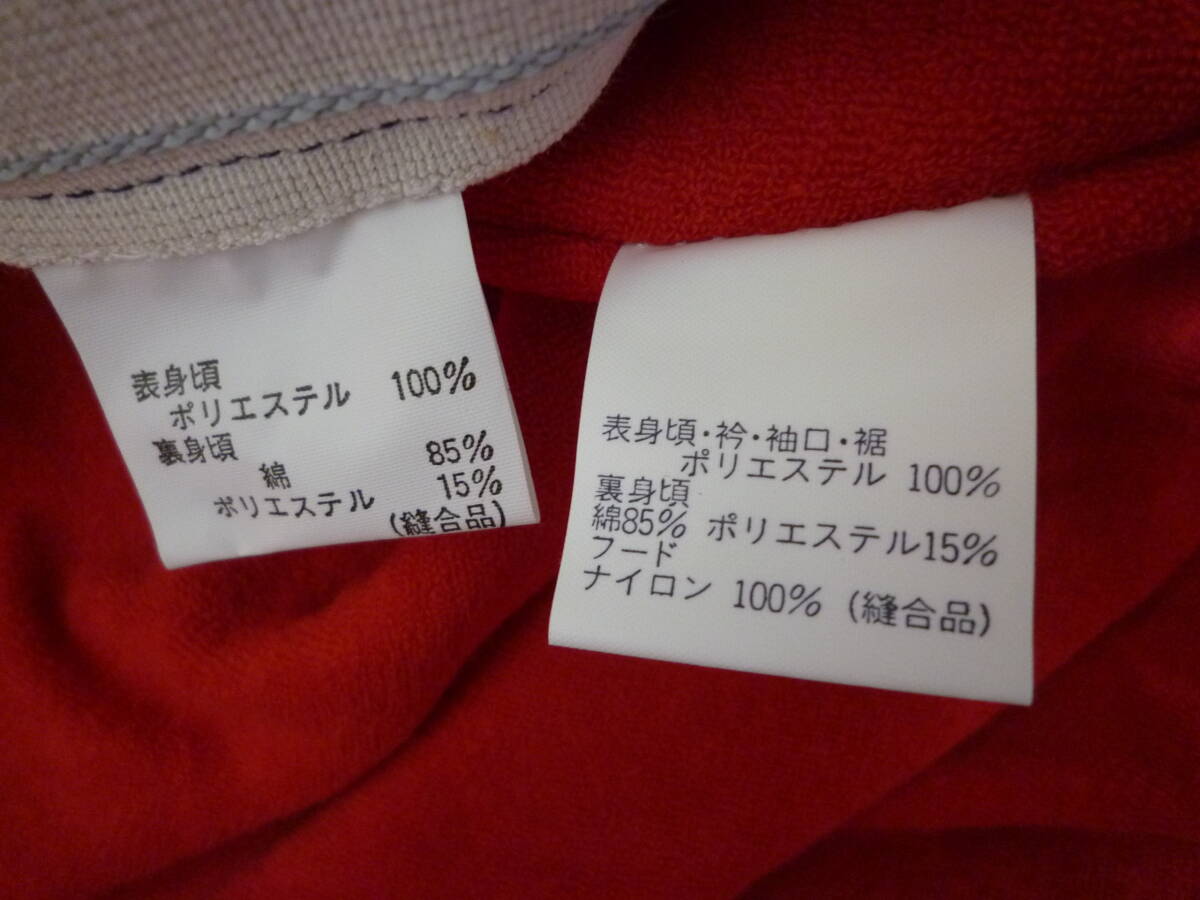 表身頃
ポリエステル 100%
裏身頃
綿 85%
ポリエステル 15%
(縫合品)
表身頃・衿・袖口・裾
ポリエステル 100%
裏身頃
綿85% ポリエステル15%
フード
ナイロン 100% (縫合品)